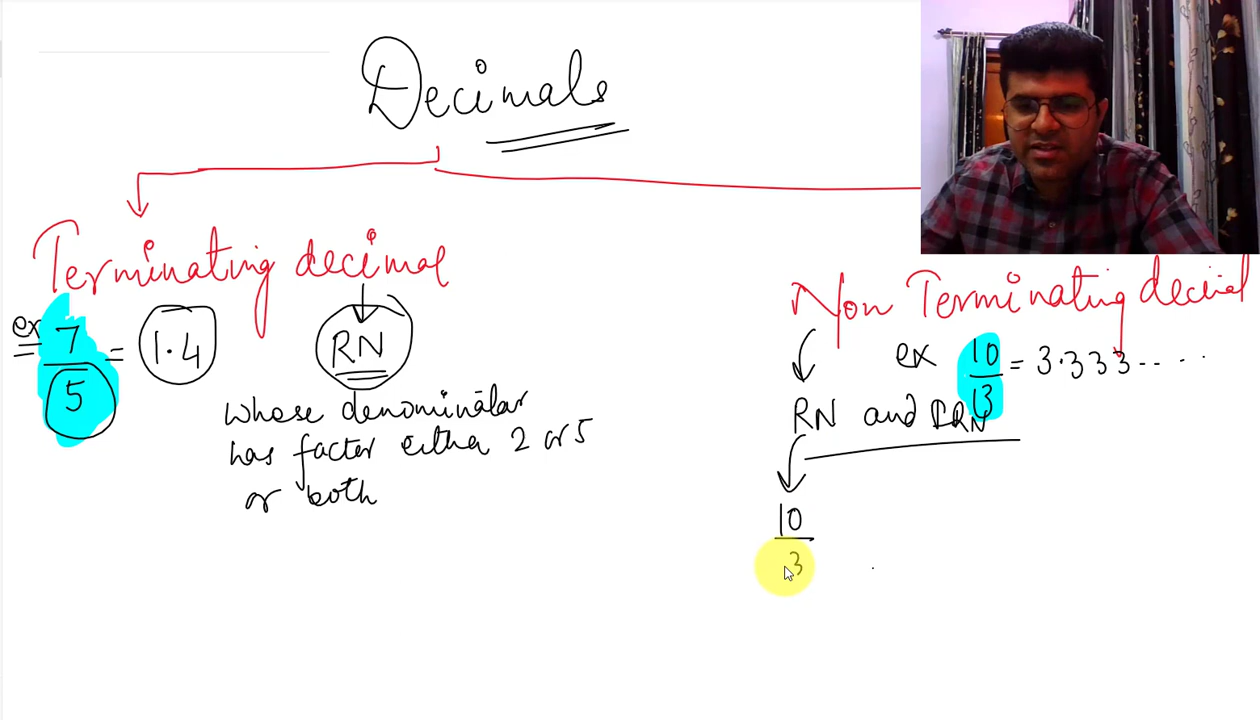 Decimals
Terminating decimal
ex 7/5 = 1.4
RN
whose denominator
has factor either 2 or 5
or both
Non Terminating decimal
ex 10/13 = 3.333-- - -
RN and IRN
10/3